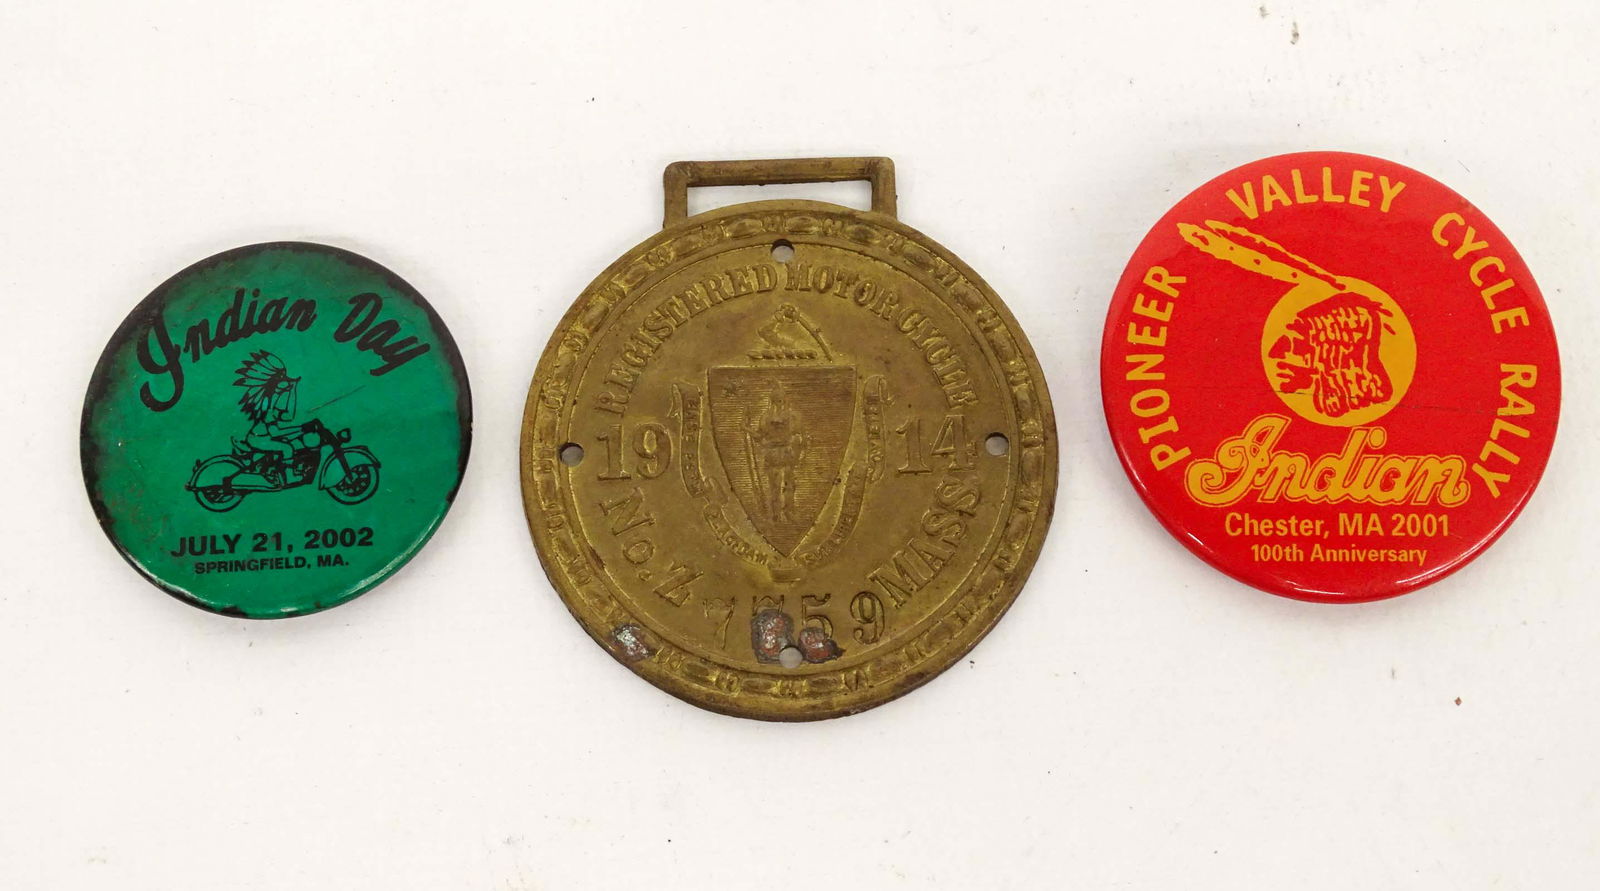 Indian Day
JULY 21, 2002
SPRINGFIELD, MA.
REGISTERED MOTOR CYCLE
19 14
No. Z 7759 MASS
PIONEER VALLEY CYCLE RALLY
Indian
Chester, MA 2001
100th Anniversary